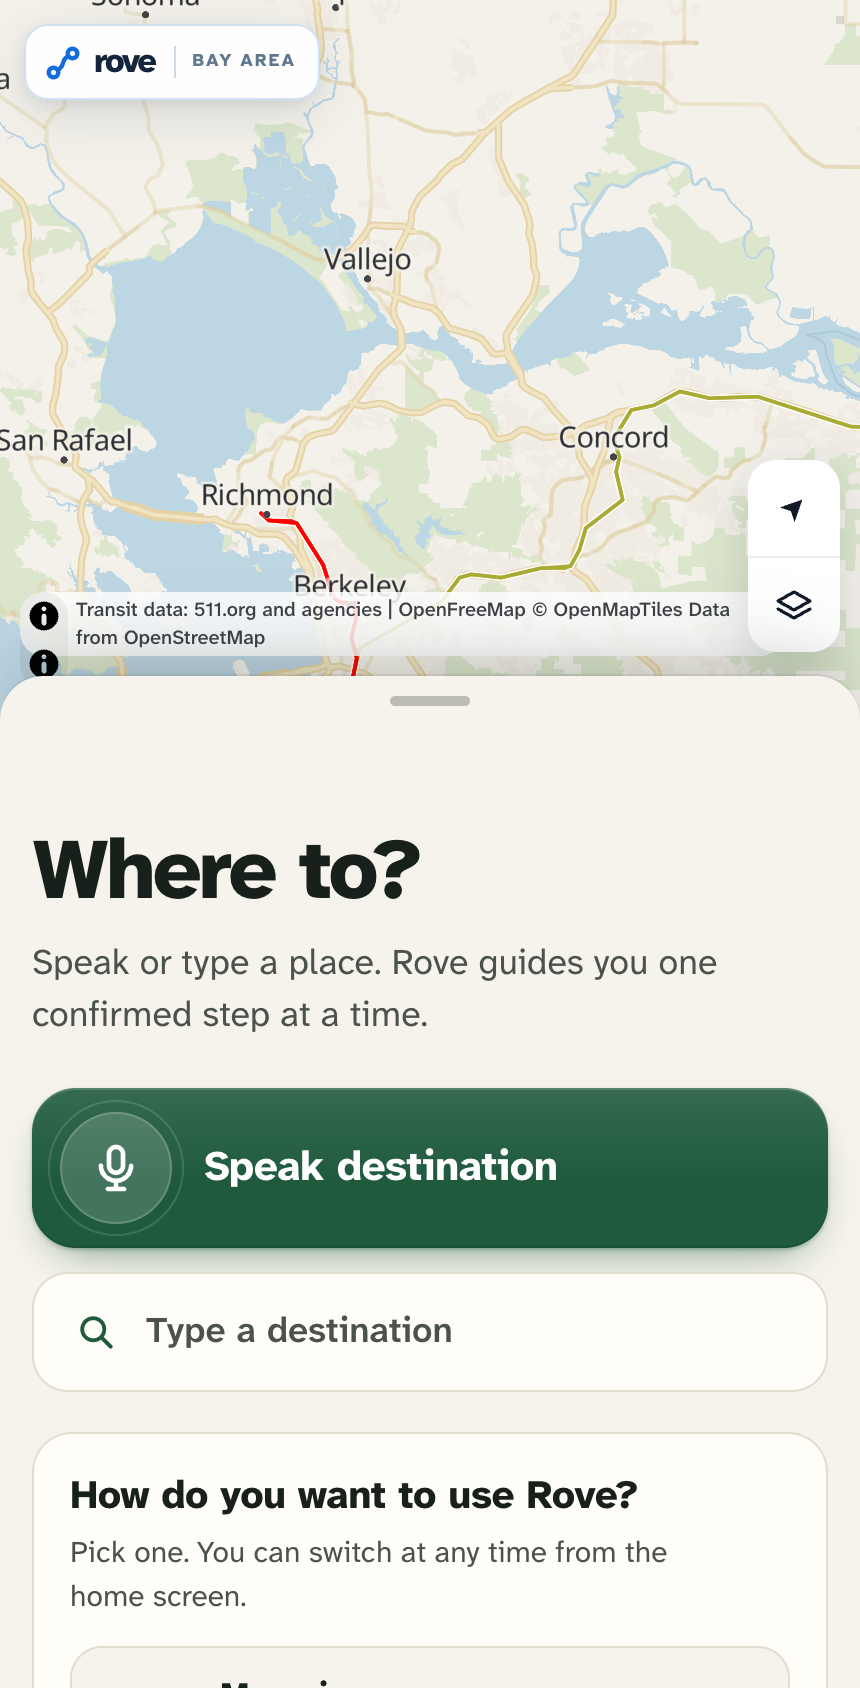 rove
BAY AREA
Vallejo
San Rafael
Concord
Richmond
Berkeley
Transit data: 511.org and agencies | OpenFreeMap © OpenMapTiles Data
from OpenStreetMap
Where to?
Speak or type a place. Rove guides you one
confirmed step at a time.
Speak destination
Type a destination
How do you want to use Rove?
Pick one. You can switch at any time from the
home screen.